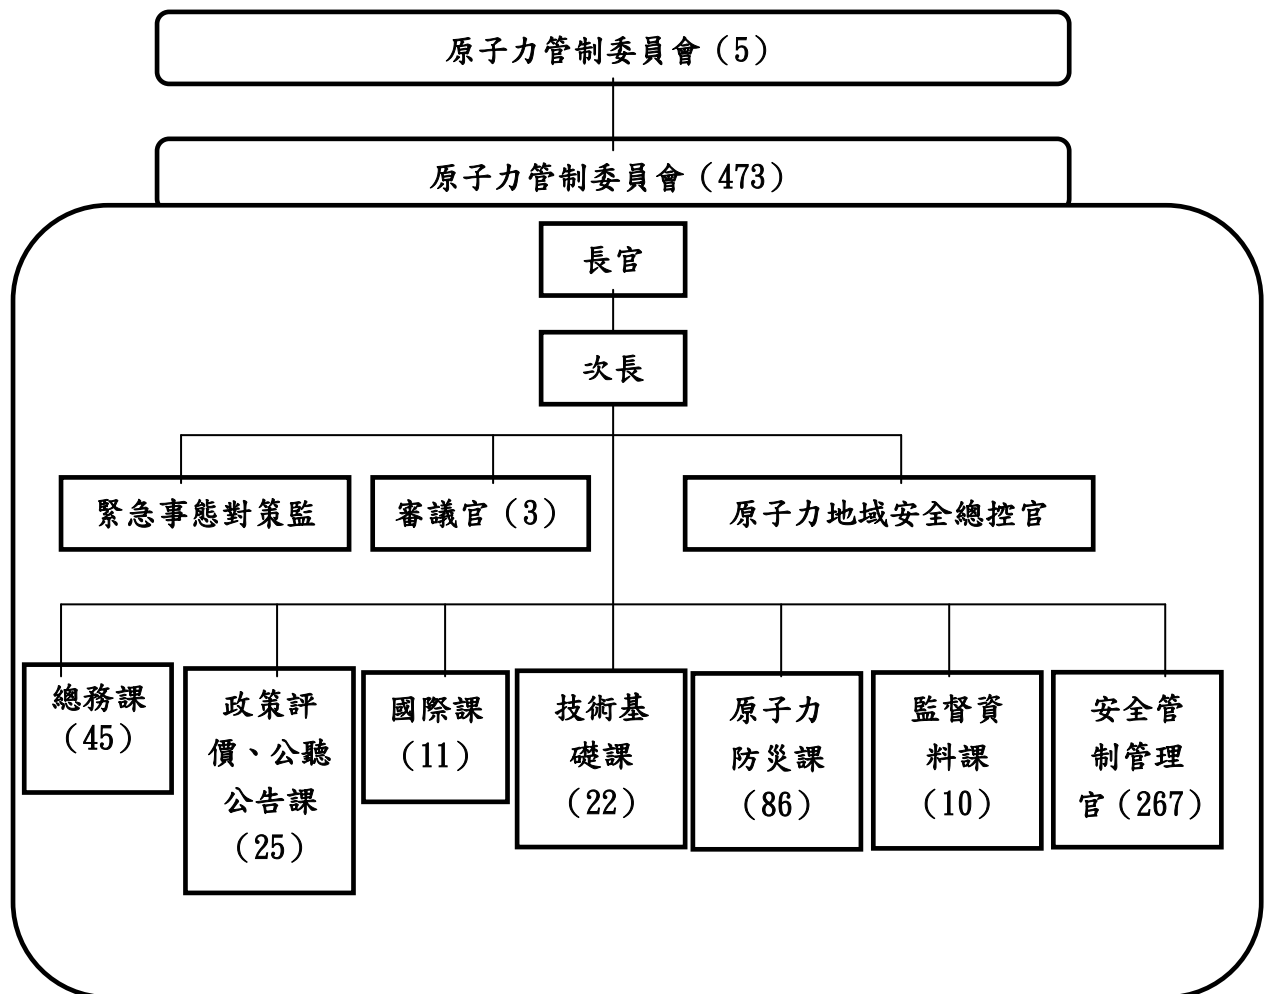 原子力管制委員會（5）
原子力管制委員會（473）
長官
次長
緊急事態對策監
審議官（3）
原子力地域安全總控官
總務課
（45）
政策評
價、公聽
公告課
（25）
國際課
（11）
技術基
礎課
（22）
原子力
防災課
（86）
監督資
料課
（10）
安全管
制管理
官（267）